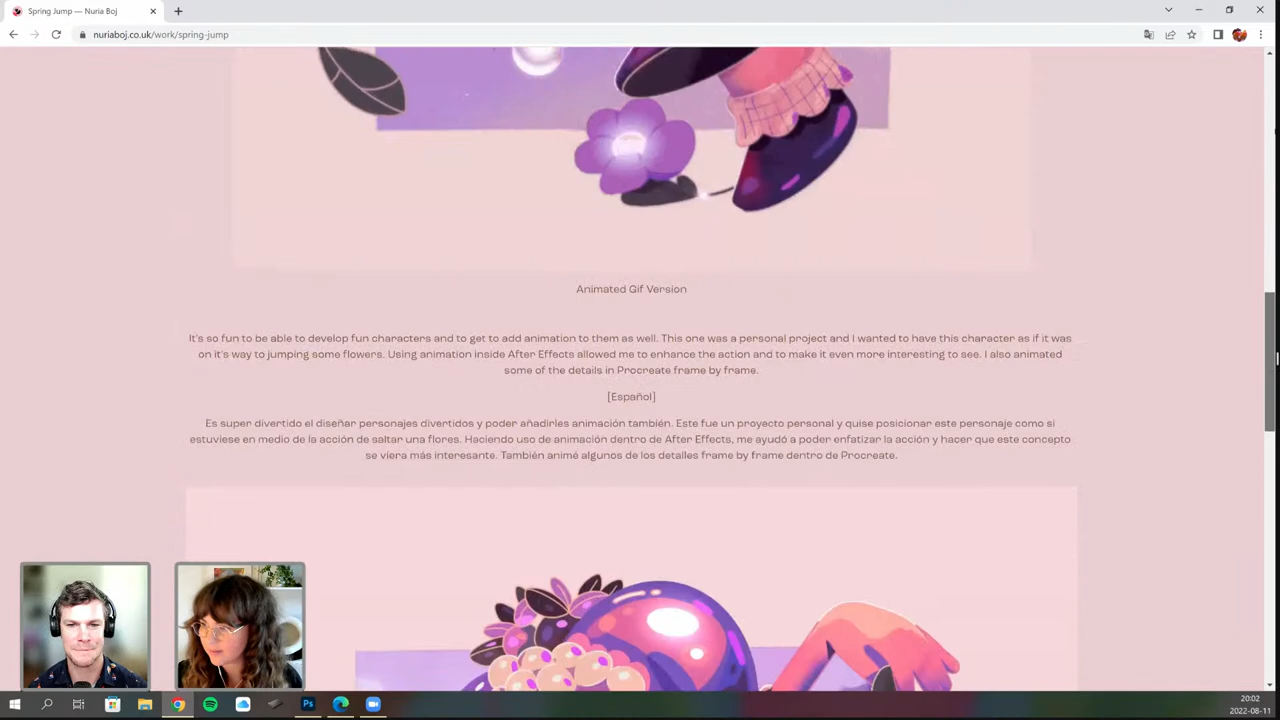 Spring Jump — Nuria Boj
nuriaboj.co.uk/work/spring-jump
Animated Gif Version
It's so fun to be able to develop fun characters and to get to add animation to them as well. This one was a personal project and I wanted to have this character as if it was
on it's way to jumping some flowers. Using animation inside After Effects allowed me to enhance the action and to make it even more interesting to see. I also animated
some of the details in Procreate frame by frame.
[Español]
Es super divertido el diseñar personajes divertidos y poder añadirles animación también. Este fue un proyecto personal y quise posicionar este personaje como si
estuviese en medio de la acción de saltar una flores. Haciendo uso de animación dentro de After Effects, me ayudó a poder enfatizar la acción y hacer que este concepto
se viera más interesante. También animé algunos de los detalles frame by frame dentro de Procreate.
Ps
20:02
2022-08-11